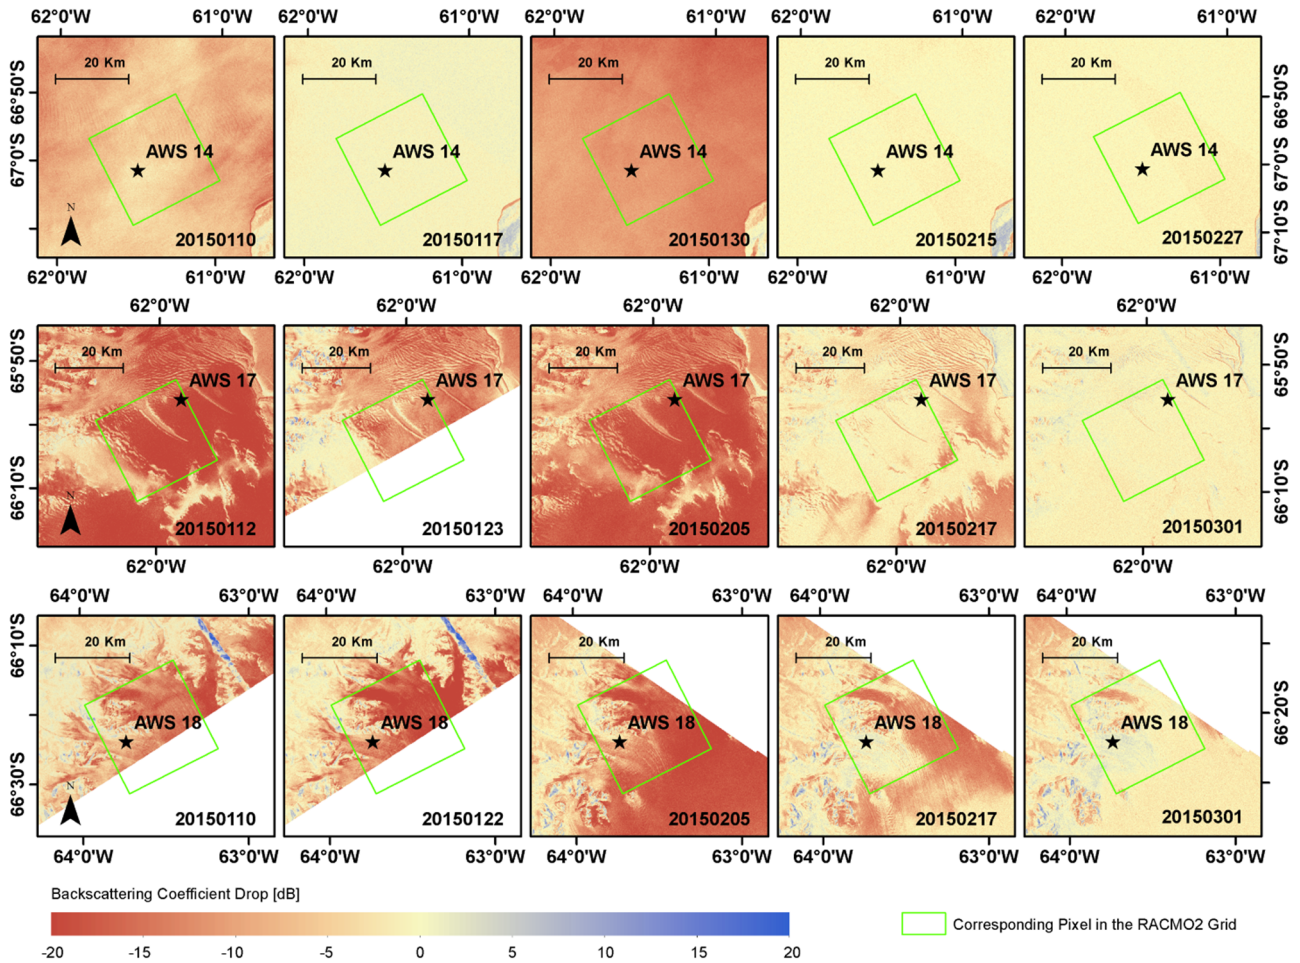 62°0'W 61°0'W 62°0'W 61°0'W 62°0'W 61°0'W 62°0'W 61°0'W 62°0'W 61°0'W
20 Km 20 Km 20 Km 20 Km 20 Km
66°50'S 66°50'S
AWS 14 AWS 14 AWS 14 AWS 14 AWS 14
67°0'S 67°0'S
N
20150110 20150117 20150130 20150215 20150227
67°10'S
62°0'W 61°0'W 62°0'W 61°0'W 62°0'W 61°0'W 62°0'W 61°0'W 62°0'W 61°0'W
62°0'W 62°0'W 62°0'W 62°0'W 62°0'W
20 Km 20 Km 20 Km 20 Km 20 Km
65°50'S 65°50'S
AWS 17 AWS 17 AWS 17 AWS 17 AWS 17
66°10'S 66°10'S
N
20150112 20150123 20150205 20150217 20150301
62°0'W 62°0'W 62°0'W 62°0'W 62°0'W
64°0'W 63°0'W 64°0'W 63°0'W 64°0'W 63°0'W 64°0'W 63°0'W 64°0'W 63°0'W
20 Km 20 Km 20 Km 20 Km 20 Km
66°10'S
AWS 18 AWS 18 AWS 18 AWS 18 AWS 18
66°20'S
66°30'S
N
20150110 20150122 20150205 20150217 20150301
64°0'W 63°0'W 64°0'W 63°0'W 64°0'W 63°0'W 64°0'W 63°0'W 64°0'W 63°0'W
Backscattering Coefficient Drop [dB]
-20 -15 -10 -5 0 5 10 15 20
Corresponding Pixel in the RACMO2 Grid